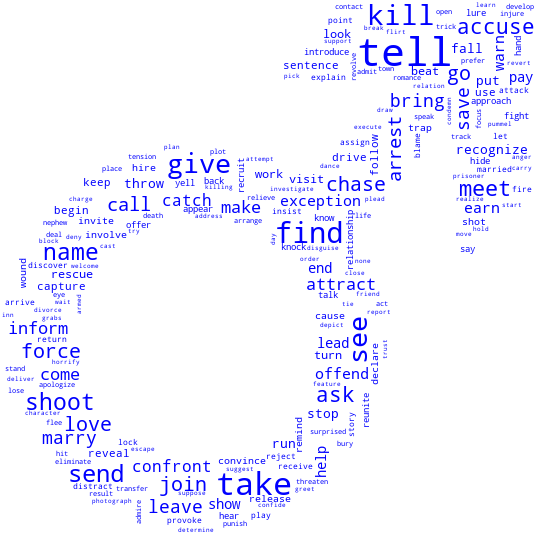 contact
open
learn
develop
kill
lure
injure
point
break
flirt
trick
accuse
look
support
introduce
tell
warn
hand
fall
prefer
revert
sentence
revolve
admit
town
pick
explain
romance
beat
go
put
pay
relation
use
attack
bring
save
approach
draw
condemn
focus
speak
fight
execute
trap
pummel
assign
blame
track
let
plan
plot
attempt
dance
drive
follow
arrest
recognize
tension
give
recruit
hide
anger
place
hire
work
visit
chase
married
carry
prisoner
keep
throw
yell
back
killing
investigate
meet
fire
charge
catch
relieve
exception
plead
realize
call
appear
make
earn
start
begin
death
address
insist
know
life
shot
hold
nephew
invite
offer
arrange
find
relationship
move
deal
involve
try
day
disguise
say
block
deny
cast
knock
name
order
none
wound
discover
welcome
end
close
rescue
attract
capture
eye
talk
friend
arrive
wait
armed
tie
act
inn
divorce
grabs
cause
report
inform
depict
see
return
lead
trust
force
turn
declare
stand
horrify
come
offend
deliver
apologize
feature
lose
shoot
ask
reunite
character
stop
story
flee
love
remind
surprised
marry
lock
run
bury
hit
reveal
escape
help
eliminate
confront
convince
reject
send
suggest
receive
distract
join
take
threaten
result
transfer
suppose
greet
photograph
admire
leave
show
release
confide
provoke
hear
play
punish
determine